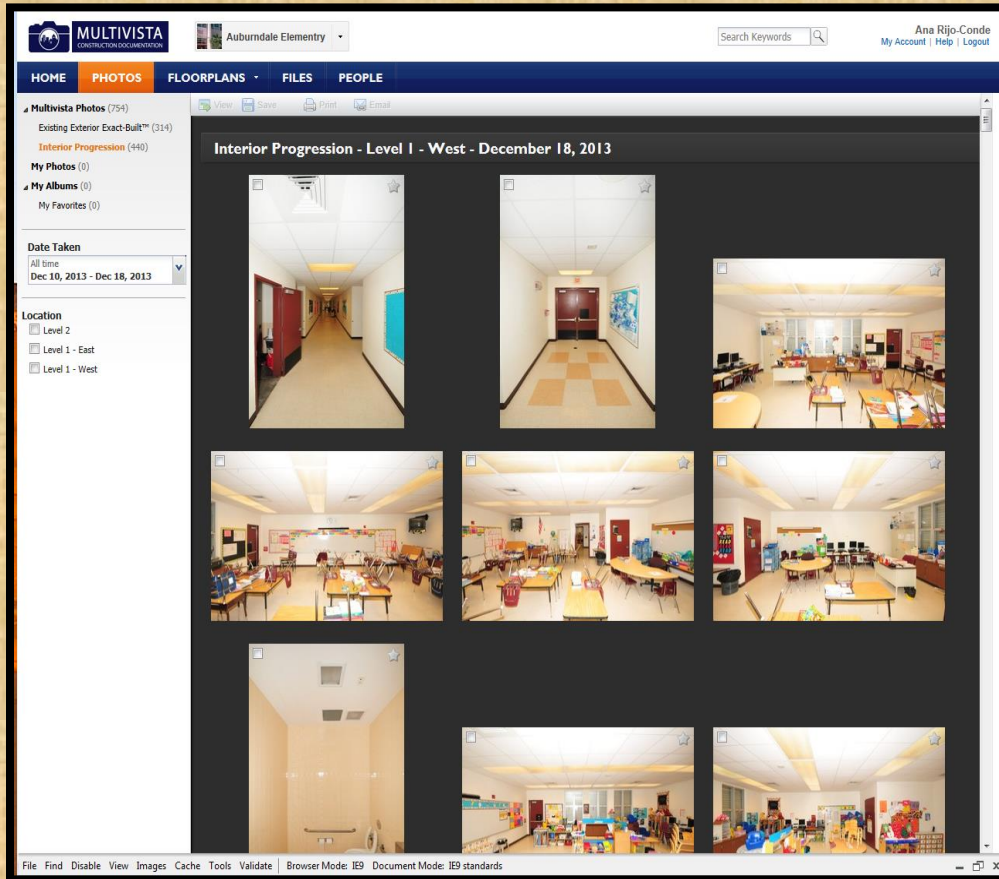 MULTIVISTA
CONSTRUCTION DOCUMENTATION
Auburndale Elementry
Search Keywords
Ana Rijo-Conde
My Account | Help | Logout
HOME PHOTOS FLOORPLANS FILES PEOPLE
Multivista Photos (754)
Existing Exterior Exact-Built™ (314)
Interior Progression (440)
My Photos (0)
My Albums (0)
My Favorites (0)
Date Taken
All time
Dec 10, 2013 - Dec 18, 2013
Location
Level 2
Level 1 - East
Level 1 - West
View Save Print Email
Interior Progression - Level 1 - West - December 18, 2013
File Find Disable View Images Cache Tools Validate | Browser Mode: IE9 Document Mode: IE9 standards